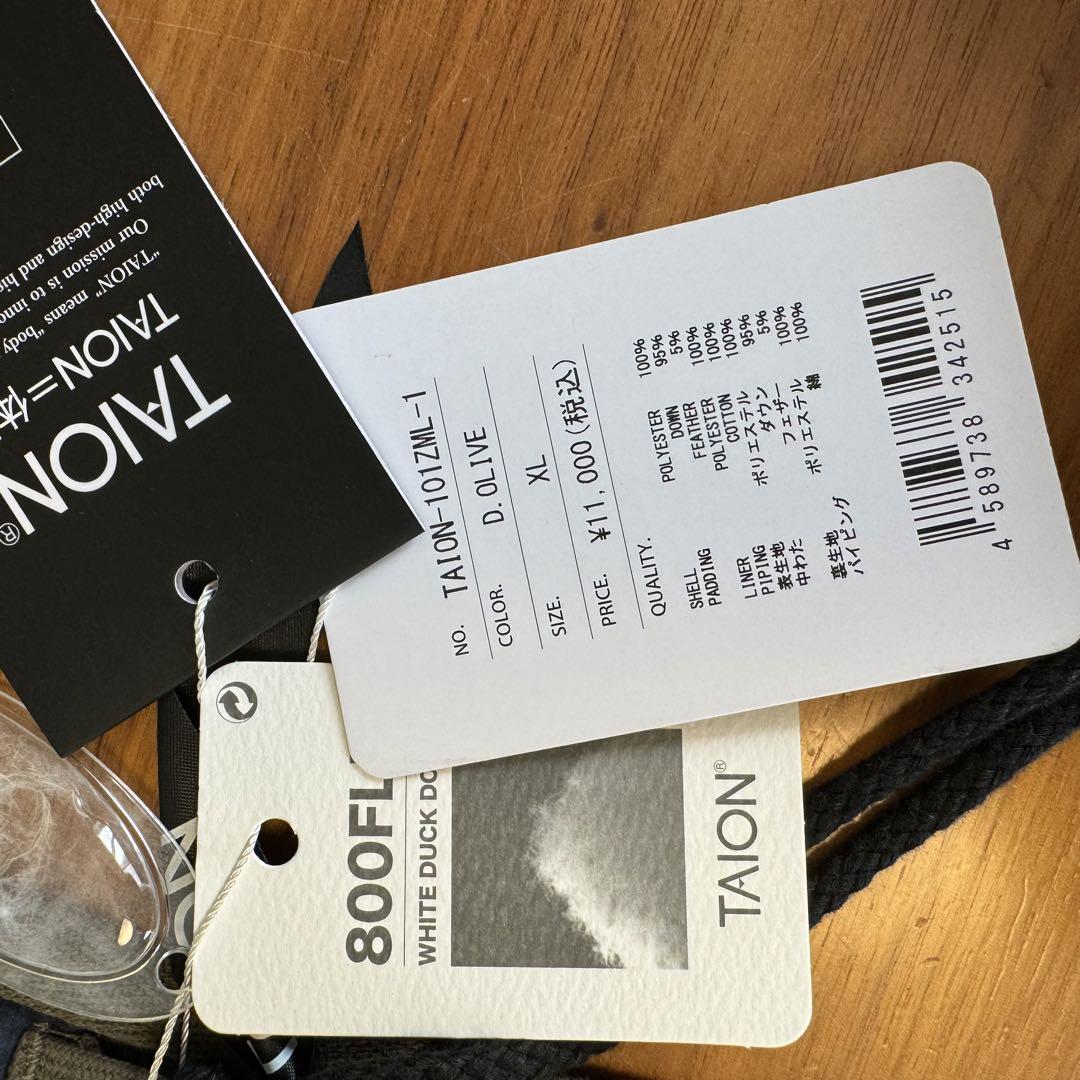 TAION®
TAION=体
"TAION" means "body
Our mission is to inno
both high-design and hig
NO. TAION-101ZML-1
COLOR. D.OLIVE
SIZE. XL
PRICE. ¥11,000(税込)
QUALITY.
SHELL POLYESTER 100%
PADDING DOWN 95%
FEATHER 5%
LINER POLYESTER 100%
PIPING COTTON 100%
表生地 ポリエステル 100%
中わた ダウン 95%
フェザー 5%
裏生地 ポリエステル 100%
パイピング 綿 100%
4 589738 342515
800FL
WHITE DUCK DO
TAION®